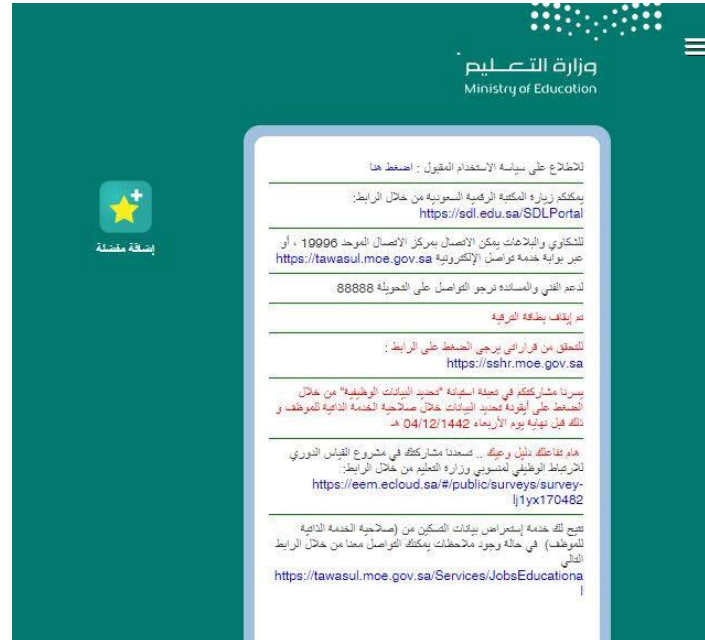 وزارة التعليم
Ministry of Education
للاطلاع على سياسة الاستخدام المقبول : اضغط هنا
يمكنكم زيارة المكتبة الرقمية السعودية من خلال الرابط:
https://sdl.edu.sa/SDLPortal
للشكاوي والبلاغات يمكن الاتصال بمركز الاتصال الموحد 19996 ، أو
عبر بوابة خدمة تواصل الإلكترونية https://tawasul.moe.gov.sa
لدعم الفني والمساندة نرجو التواصل على التحويلة 88888
تم إيقاف بطاقة الترقية
للتحقق من قراراتي يرجى الضغط على الرابط :
https://sshr.moe.gov.sa
يسرنا مشاركتكم في تعبئة استبانة "تحديد البيانات الوظيفية" من خلال
الضغط على أيقونة تحديد البيانات خلال صلاحية الخدمة الذاتية للموظف و
ذلك قبل نهاية يوم الأربعاء 04/12/1442 هـ
هام تفاعلك دليل وعيك .. تسعدنا مشاركتك في مشروع القياس الدوري
للارتباط الوظيفي لمنسوبي وزارة التعليم من خلال الرابط:
https://eem.ecloud.sa/#/public/surveys/survey-
lj1yx170482
تتيح لك خدمة إستعراض بيانات التسكين من (صلاحية الخدمة الذاتية
للموظف) في حالة وجود ملاحظات يمكنك التواصل معنا من خلال الرابط
التالي
https://tawasul.moe.gov.sa/Services/JobsEducationa
l
إضافة مفضلة